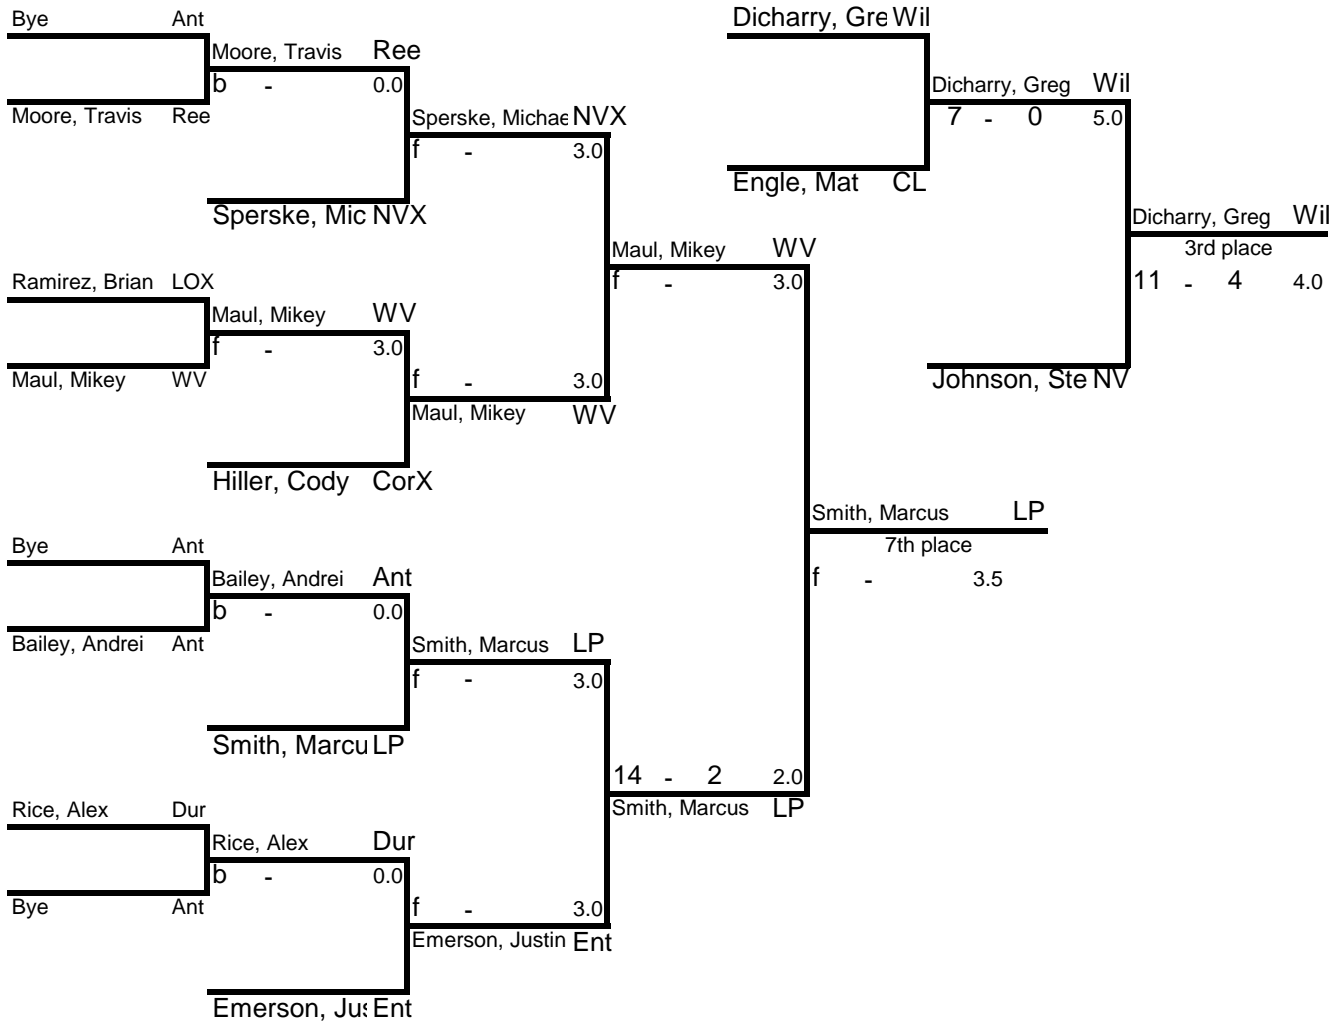 Bye Ant
Moore, Travis Ree
b - 0.0
Moore, Travis Ree
Sperske, Michae NVX
f - 3.0
Sperske, Mic NVX
Ramirez, Brian LOX
Maul, Mikey WV
f - 3.0
Maul, Mikey WV
f - 3.0
Maul, Mikey WV
Hiller, Cody CorX
Maul, Mikey WV
f - 3.0
Bye Ant
Bailey, Andrei Ant
b - 0.0
Bailey, Andrei Ant
Smith, Marcus LP
f - 3.0
Smith, Marcu LP
14 - 2 2.0
Smith, Marcus LP
Rice, Alex Dur
Rice, Alex Dur
b - 0.0
Bye Ant
f - 3.0
Emerson, Justin Ent
Emerson, Jus Ent
Smith, Marcus LP
7th place
f - 3.5
Dicharry, Gre Wil
Dicharry, Greg Wil
7 - 0 5.0
Engle, Mat CL
Dicharry, Greg Wil
3rd place
11 - 4 4.0
Johnson, Ste NV